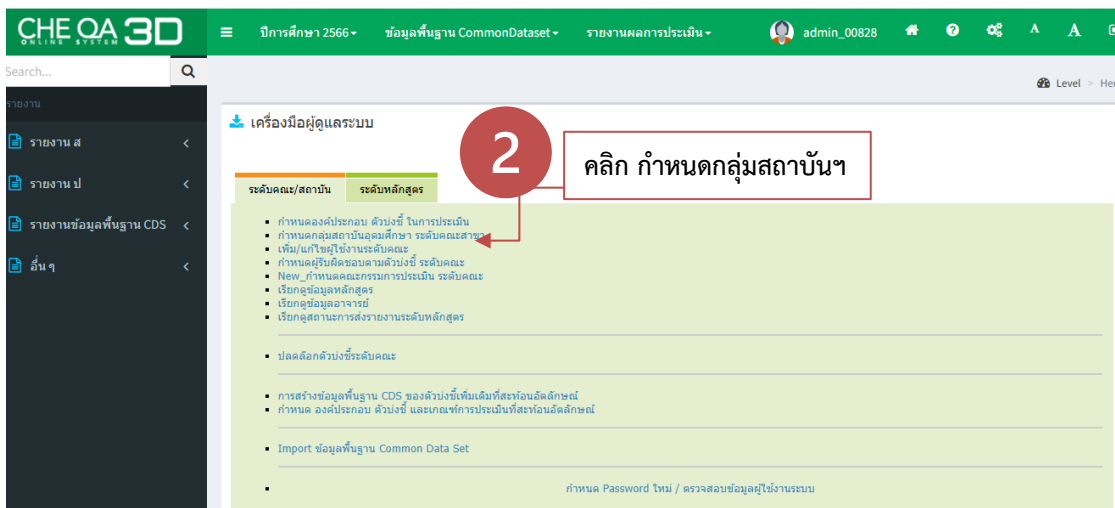 CHE QA 3D
ONLINE SYSTEM
ปีการศึกษา 2566
ข้อมูลพื้นฐาน CommonDataset
รายงานผลการประเมิน
admin_00828
A
A
Search...
Level > Her
รายงาน
เครื่องมือผู้ดูแลระบบ
รายงาน ส
2
คลิก กำหนดกลุ่มสถาบันฯ
รายงาน ป
ระดับคณะ/สถาบัน
ระดับหลักสูตร
รายงานข้อมูลพื้นฐาน CDS
อื่น ๆ
กำหนดองค์ประกอบ ตัวบ่งชี้ ในการประเมิน
กำหนดกลุ่มสถาบันอุดมศึกษา ระดับคณะสาขา
เพิ่ม/แก้ไขผู้ใช้งานระดับคณะ
กำหนดผู้รับผิดชอบตามตัวบ่งชี้ ระดับคณะ
New_กำหนดคณะกรรมการประเมิน ระดับคณะ
เรียกดูข้อมูลหลักสูตร
เรียกดูข้อมูลอาจารย์
เรียกดูสถานะการส่งรายงานระดับหลักสูตร
ปลดล็อกตัวบ่งชี้ระดับคณะ
การสร้างข้อมูลพื้นฐาน CDS ของตัวบ่งชี้เพิ่มเติมที่สะท้อนอัตลักษณ์
กำหนด องค์ประกอบ ตัวบ่งชี้ และเกณฑ์การประเมินที่สะท้อนอัตลักษณ์
Import ข้อมูลพื้นฐาน Common Data Set
กำหนด Password ใหม่ / ตรวจสอบข้อมูลผู้ใช้งานระบบ